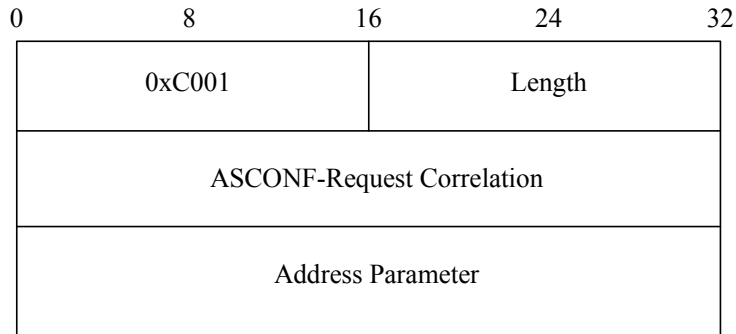 0 8 16 24 32
0xC001 Length
ASCONF-Request Correlation
Address Parameter